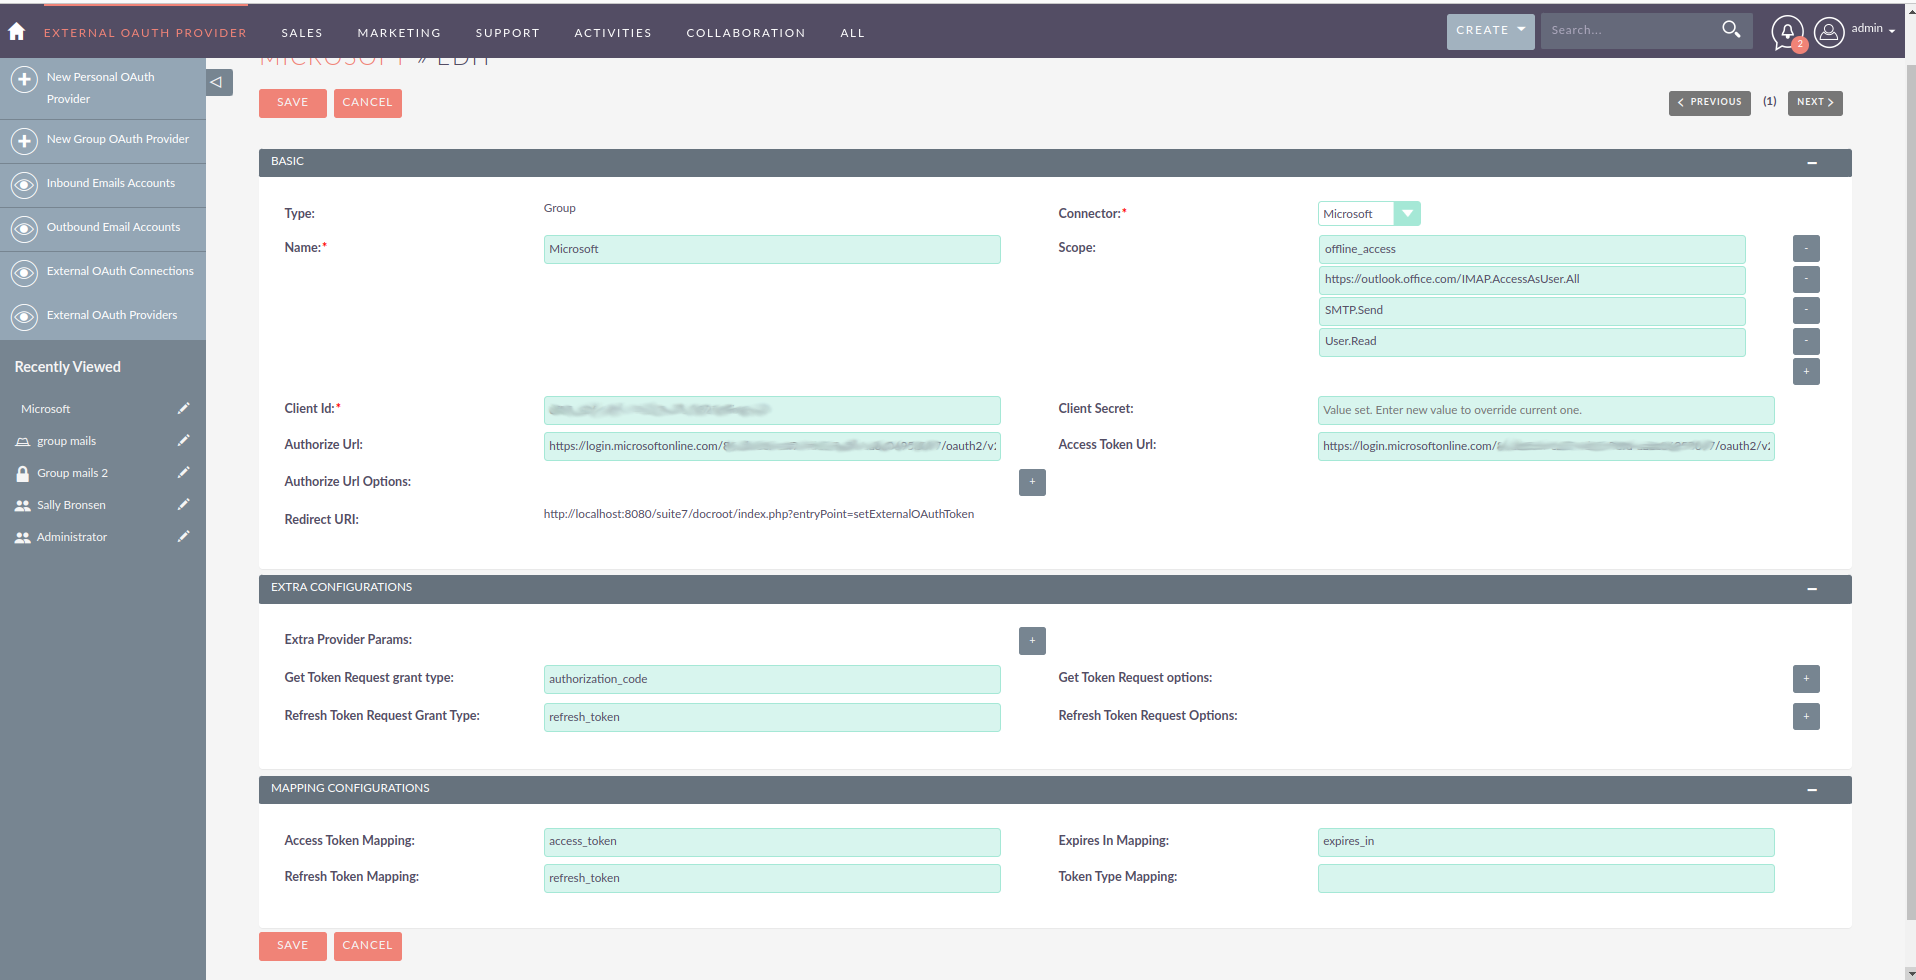 EXTERNAL OAUTH PROVIDER SALES MARKETING SUPPORT ACTIVITIES COLLABORATION ALL CREATE Search... 2 admin
New Personal OAuth
Provider
New Group OAuth Provider
Inbound Emails Accounts
Outbound Email Accounts
External OAuth Connections
External OAuth Providers
Recently Viewed
Microsoft
group mails
Group mails 2
Sally Bronsen
Administrator
MICROSOFT » EDIT
SAVE CANCEL PREVIOUS (1) NEXT
BASIC
Type: Group Connector:* Microsoft
Name:* Microsoft Scope: offline_access -
https://outlook.office.com/IMAP.AccessAsUser.All -
SMTP.Send -
User.Read -
+
Client Id:* Client Secret: Value set. Enter new value to override current one.
Authorize Url: https://login.microsoftonline.com/ /oauth2/v2 Access Token Url: https://login.microsoftonline.com/ /oauth2/v2
Authorize Url Options: +
Redirect URI: http://localhost:8080/suite7/docroot/index.php?entryPoint=setExternalOAuthToken
EXTRA CONFIGURATIONS
Extra Provider Params: +
Get Token Request grant type: authorization_code Get Token Request options: +
Refresh Token Request Grant Type: refresh_token Refresh Token Request Options: +
MAPPING CONFIGURATIONS
Access Token Mapping: access_token Expires In Mapping: expires_in
Refresh Token Mapping: refresh_token Token Type Mapping:
SAVE CANCEL